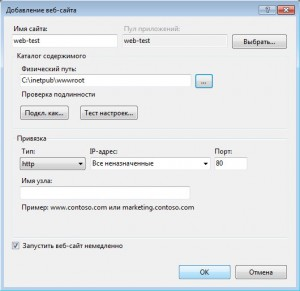 Добавление веб-сайта
Имя сайта: Пул приложений:
web-test web-test Выбрать...
Каталог содержимого
Физический путь:
C:\inetpub\wwwroot ...
Проверка подлинности
Подкл. как... Тест настроек...
Привязка
Тип: IP-адрес: Порт:
http Все неназначенные 80
Имя узла:
Пример: www.contoso.com или marketing.contoso.com
Запустить веб-сайт немедленно
OK Отмена